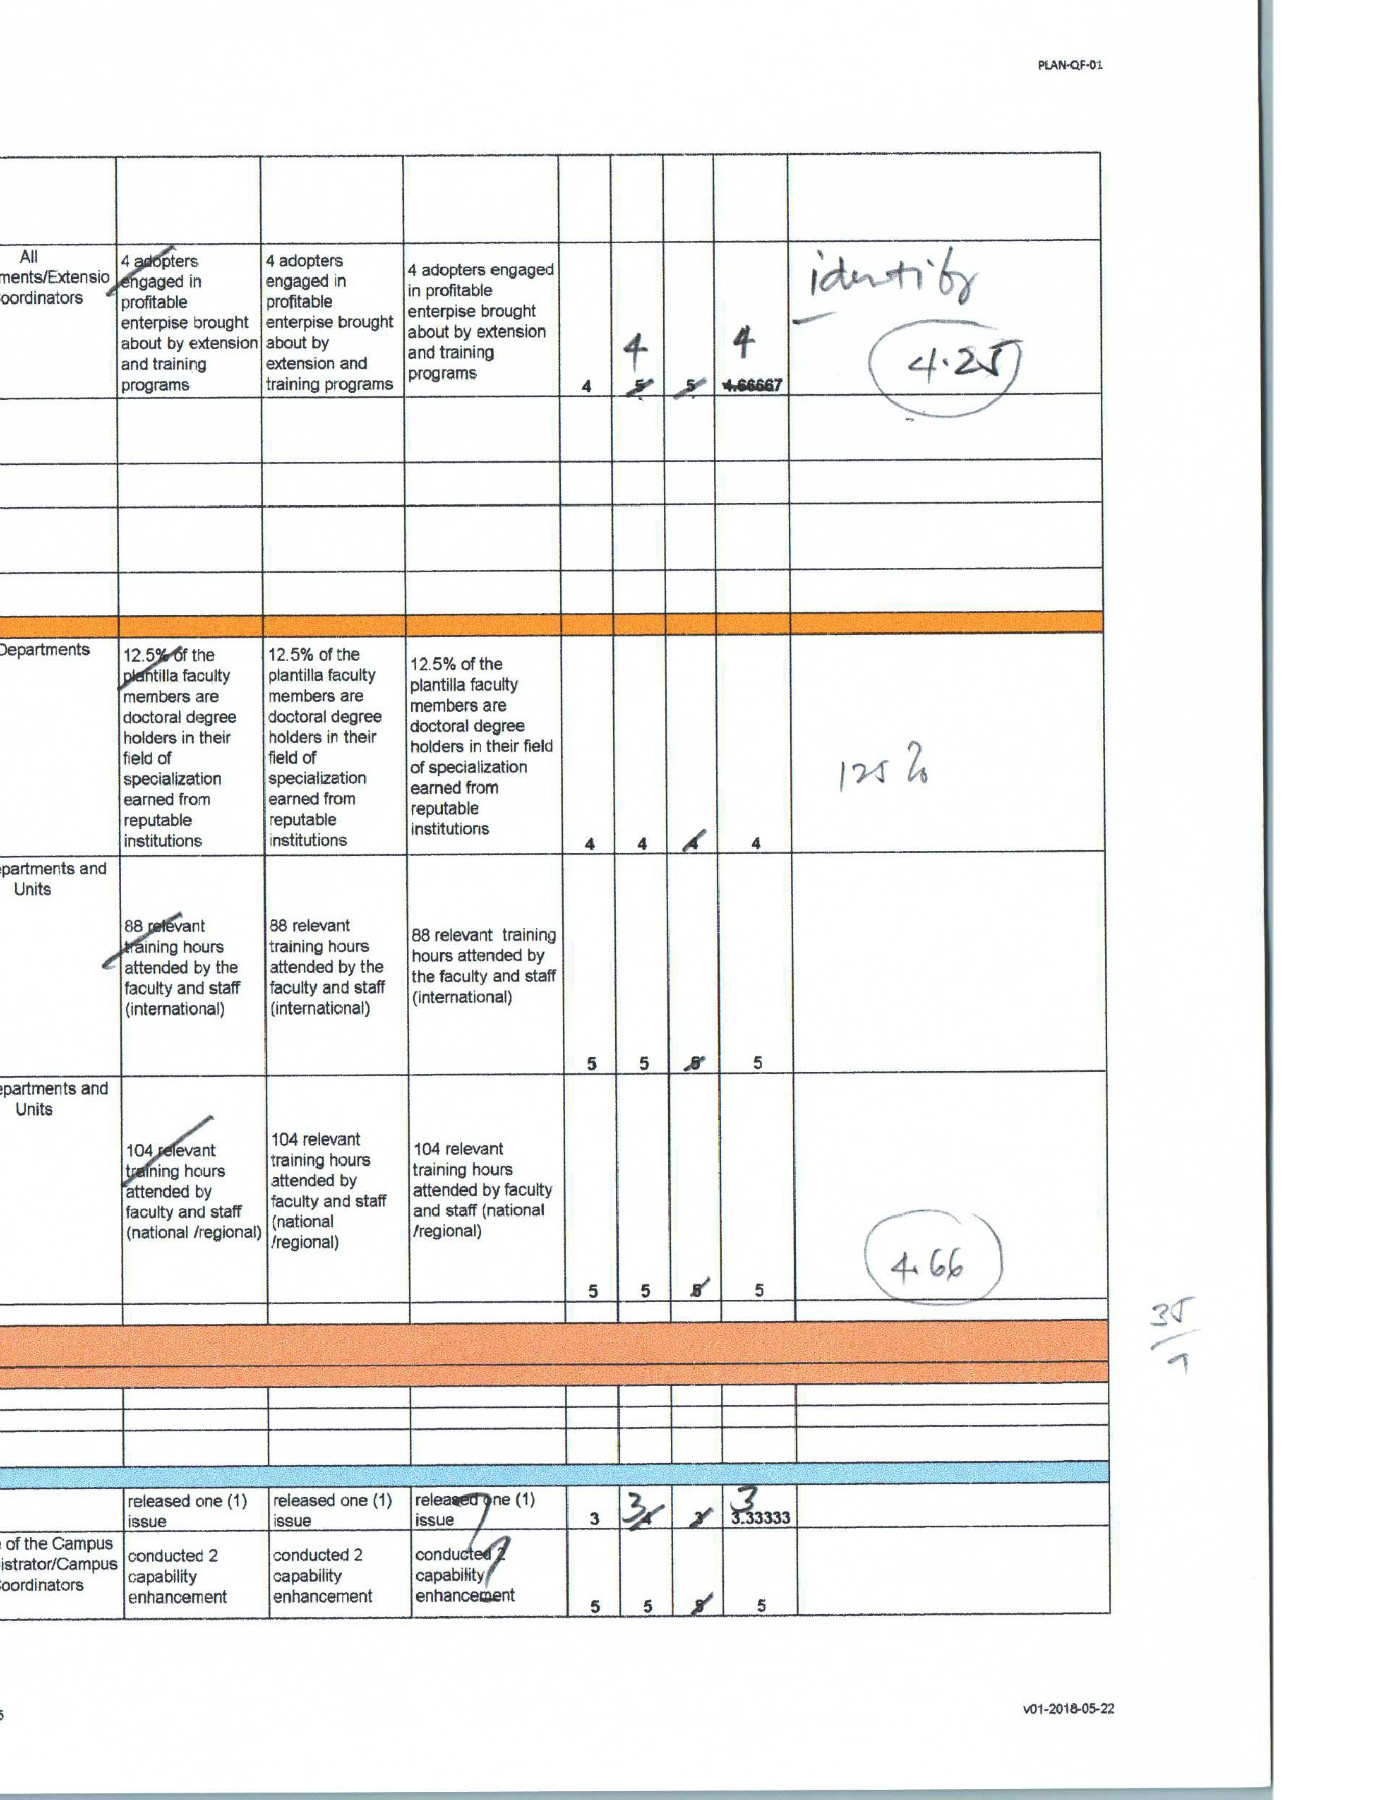 PLAN-QF-01
All
ments/Extensio
oordinators
4 adopters
engaged in
profitable
enterpise brought
about by extension
and training
programs
4 adopters
engaged in
profitable
enterpise brought
about by
extension and
training programs
4 adopters engaged
in profitable
enterpise brought
about by extension
and training
programs
4
4
5
5
4
4.66667
identify
4.25
Departments
12.5% of the
plantilla faculty
members are
doctoral degree
holders in their
field of
specialization
earned from
reputable
institutions
12.5% of the
plantilla faculty
members are
doctoral degree
holders in their
field of
specialization
earned from
reputable
institutions
12.5% of the
plantilla faculty
members are
doctoral degree
holders in their field
of specialization
earned from
reputable
institutions
4
4
4
4
125%
partments and
Units
88 relevant
training hours
attended by the
faculty and staff
(international)
88 relevant
training hours
attended by the
faculty and staff
(international)
88 relevant training
hours attended by
the faculty and staff
(international)
5
5
5
5
epartments and
Units
104 relevant
training hours
attended by
faculty and staff
(national /regional)
104 relevant
training hours
attended by
faculty and staff
(national
/regional)
104 relevant
training hours
attended by faculty
and staff (national
/regional)
5
5
5
5
4.66
35
released one (1)
issue
released one (1)
issue
released one (1)
issue
3
3
4
3
3
3.33333
of the Campus
istrator/Campus
Coordinators
conducted 2
capability
enhancement
conducted 2
capability
enhancement
conducted 2
capability
enhancement
5
5
5
5
v01-2018-05-22